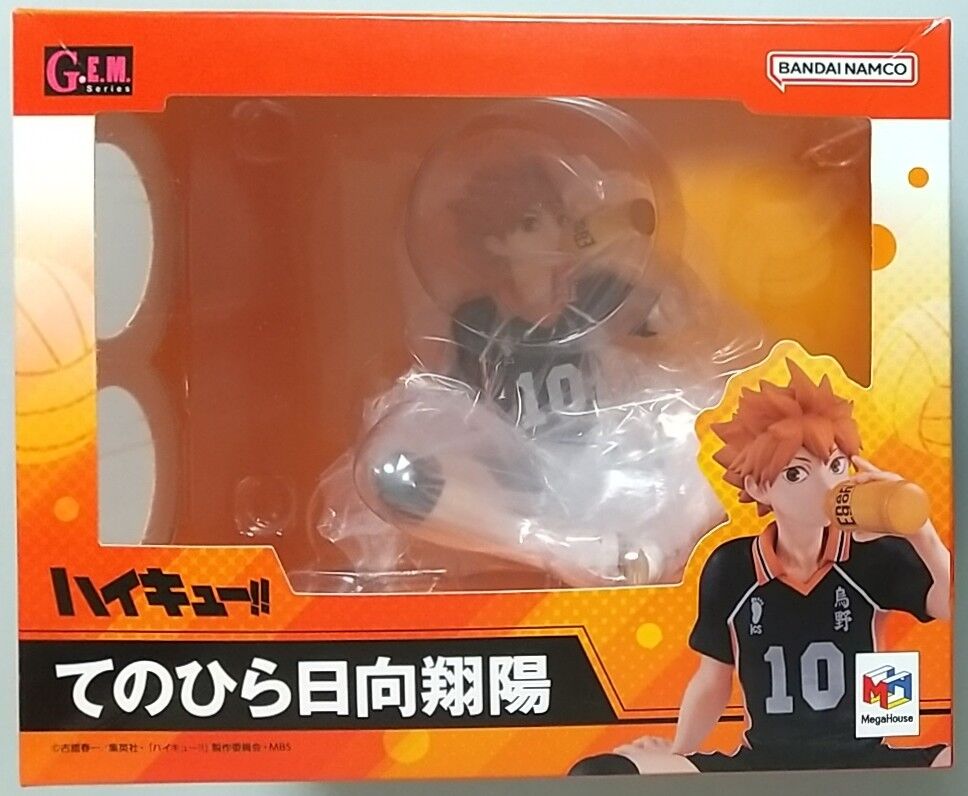 G.E.M.
Series
BANDAI NAMCO
10
ハイキュー!!
てのひら日向翔陽
©古舘春一／集英社・「ハイキュー!!」製作委員会・MBS
ics
烏野
10
MegaHouse